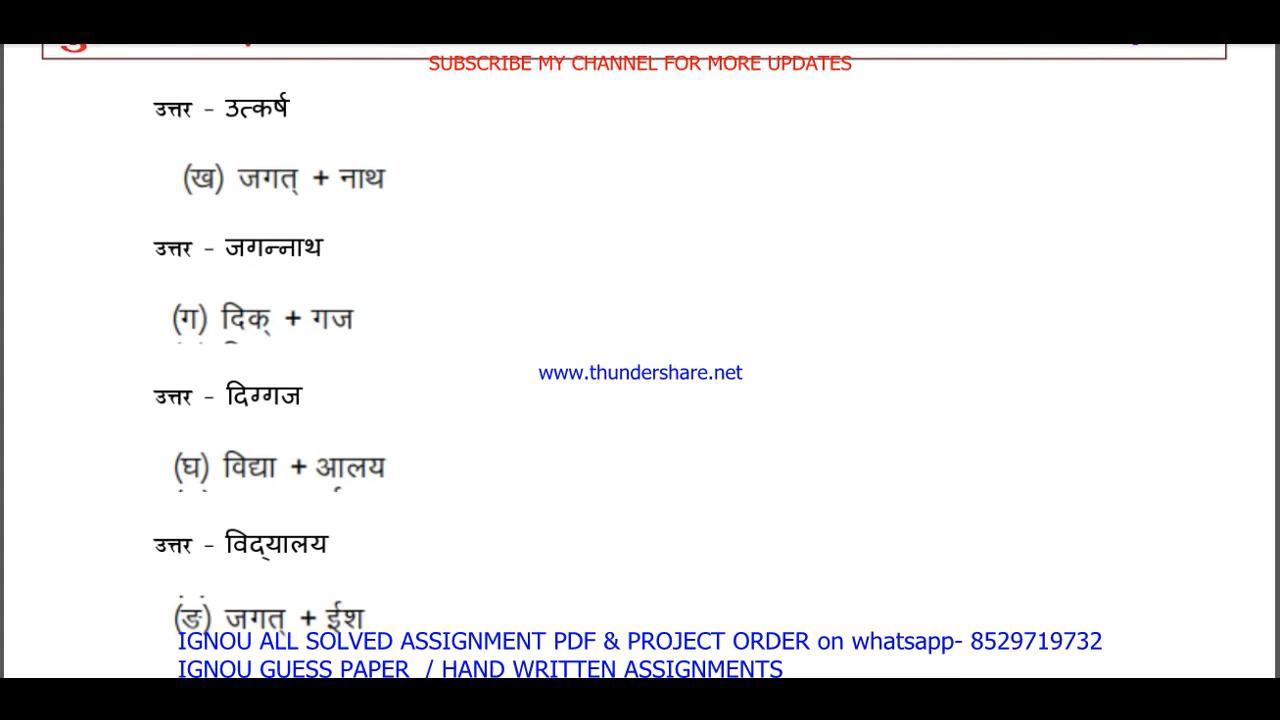 SUBSCRIBE MY CHANNEL FOR MORE UPDATES
उत्तर - उत्कर्ष
(ख) जगत् + नाथ
उत्तर - जगन्नाथ
(ग) दिक् + गज
www.thundershare.net
उत्तर - दिग्गज
(घ) विद्या + आलय
उत्तर - विद्‌यालय
(ङ) जगत् + ईश
IGNOU ALL SOLVED ASSIGNMENT PDF & PROJECT ORDER on whatsapp- 8529719732
IGNOU GUESS PAPER / HAND WRITTEN ASSIGNMENTS